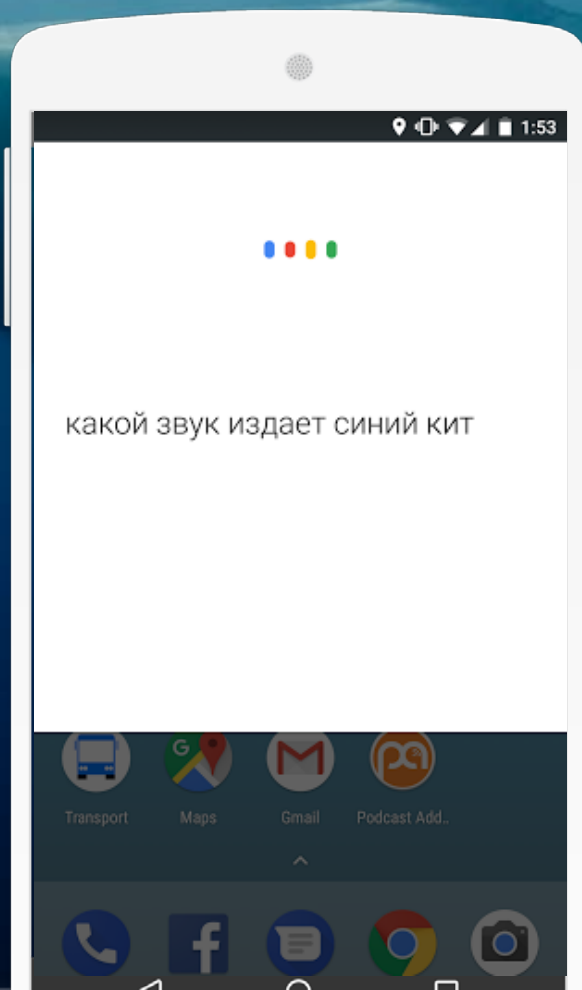 1:53
какой звук издает синий кит
G
Transport
Maps
Gmail
Podcast Add..
f